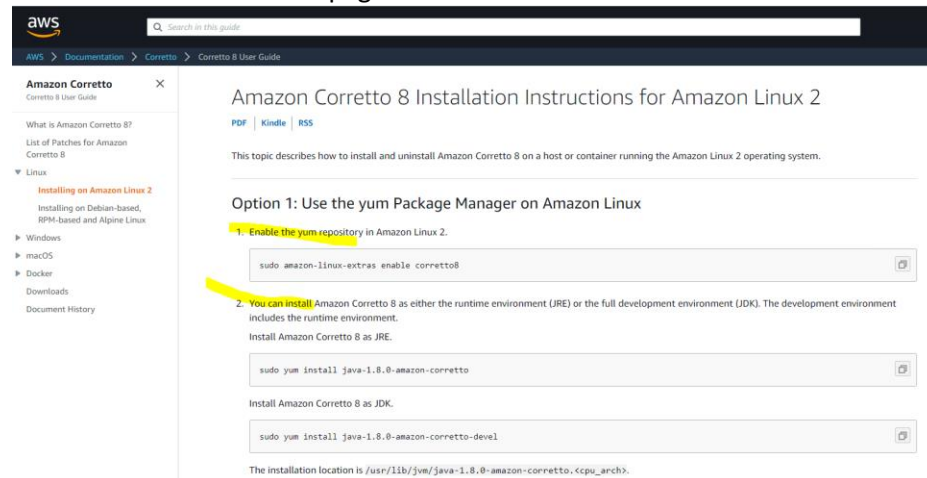 aws
Search in this guide
AWS > Documentation > Corretto > Corretto 8 User Guide
Amazon Corretto
Corretto 8 User Guide
What is Amazon Corretto 8?
List of Patches for Amazon
Corretto 8
Linux
Installing on Amazon Linux 2
Installing on Debian-based,
RPM-based and Alpine Linux
Windows
macOS
Docker
Downloads
Document History
Amazon Corretto 8 Installation Instructions for Amazon Linux 2
PDF | Kindle | RSS
This topic describes how to install and uninstall Amazon Corretto 8 on a host or container running the Amazon Linux 2 operating system.
Option 1: Use the yum Package Manager on Amazon Linux
1. Enable the yum repository in Amazon Linux 2.
sudo amazon-linux-extras enable corretto8
2. You can install Amazon Corretto 8 as either the runtime environment (JRE) or the full development environment (JDK). The development environment
includes the runtime environment.
Install Amazon Corretto 8 as JRE.
sudo yum install java-1.8.0-amazon-corretto
Install Amazon Corretto 8 as JDK.
sudo yum install java-1.8.0-amazon-corretto-devel
The installation location is /usr/lib/jvm/java-1.8.0-amazon-corretto.<cpu_arch>.